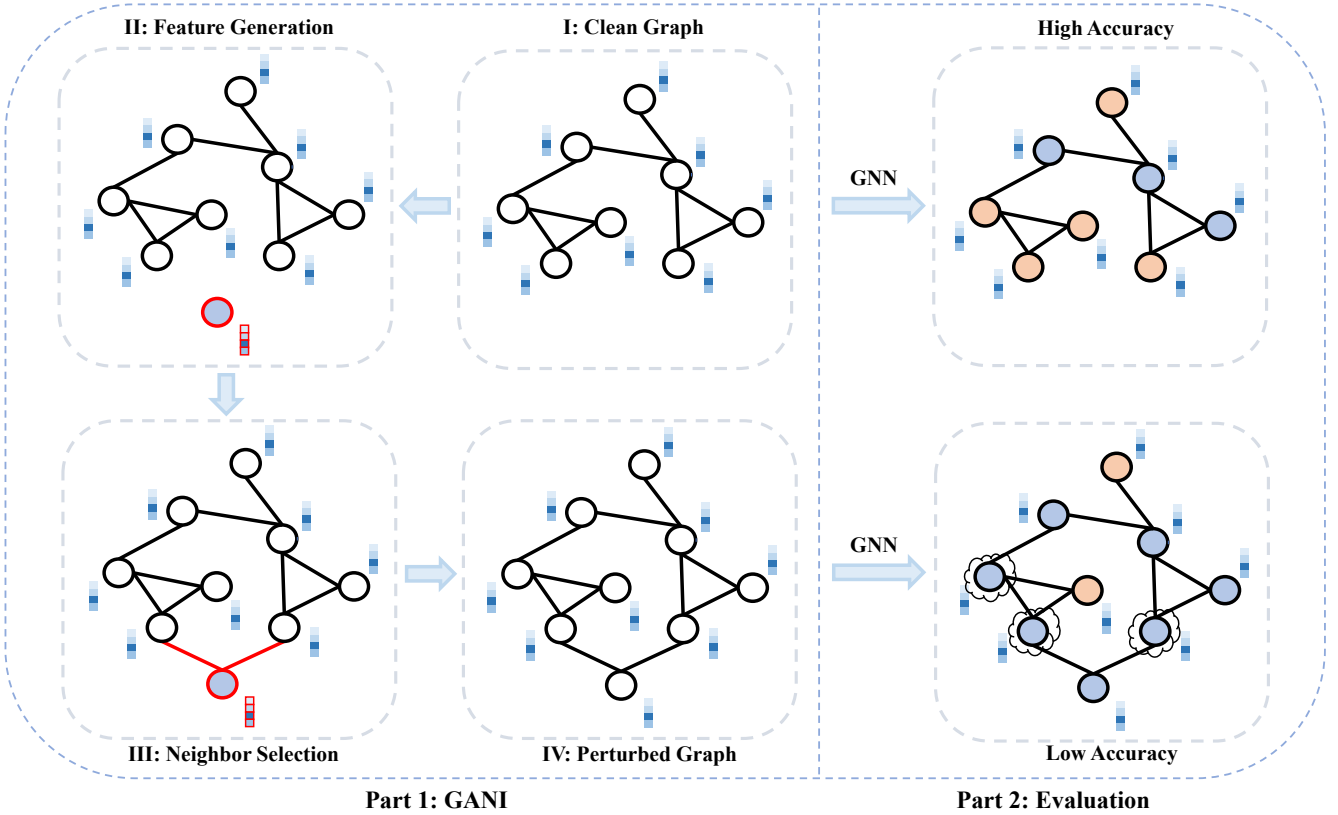 II: Feature Generation
I: Clean Graph
High Accuracy
GNN
GNN
III: Neighbor Selection
IV: Perturbed Graph
Low Accuracy
Part 1: GANI
Part 2: Evaluation